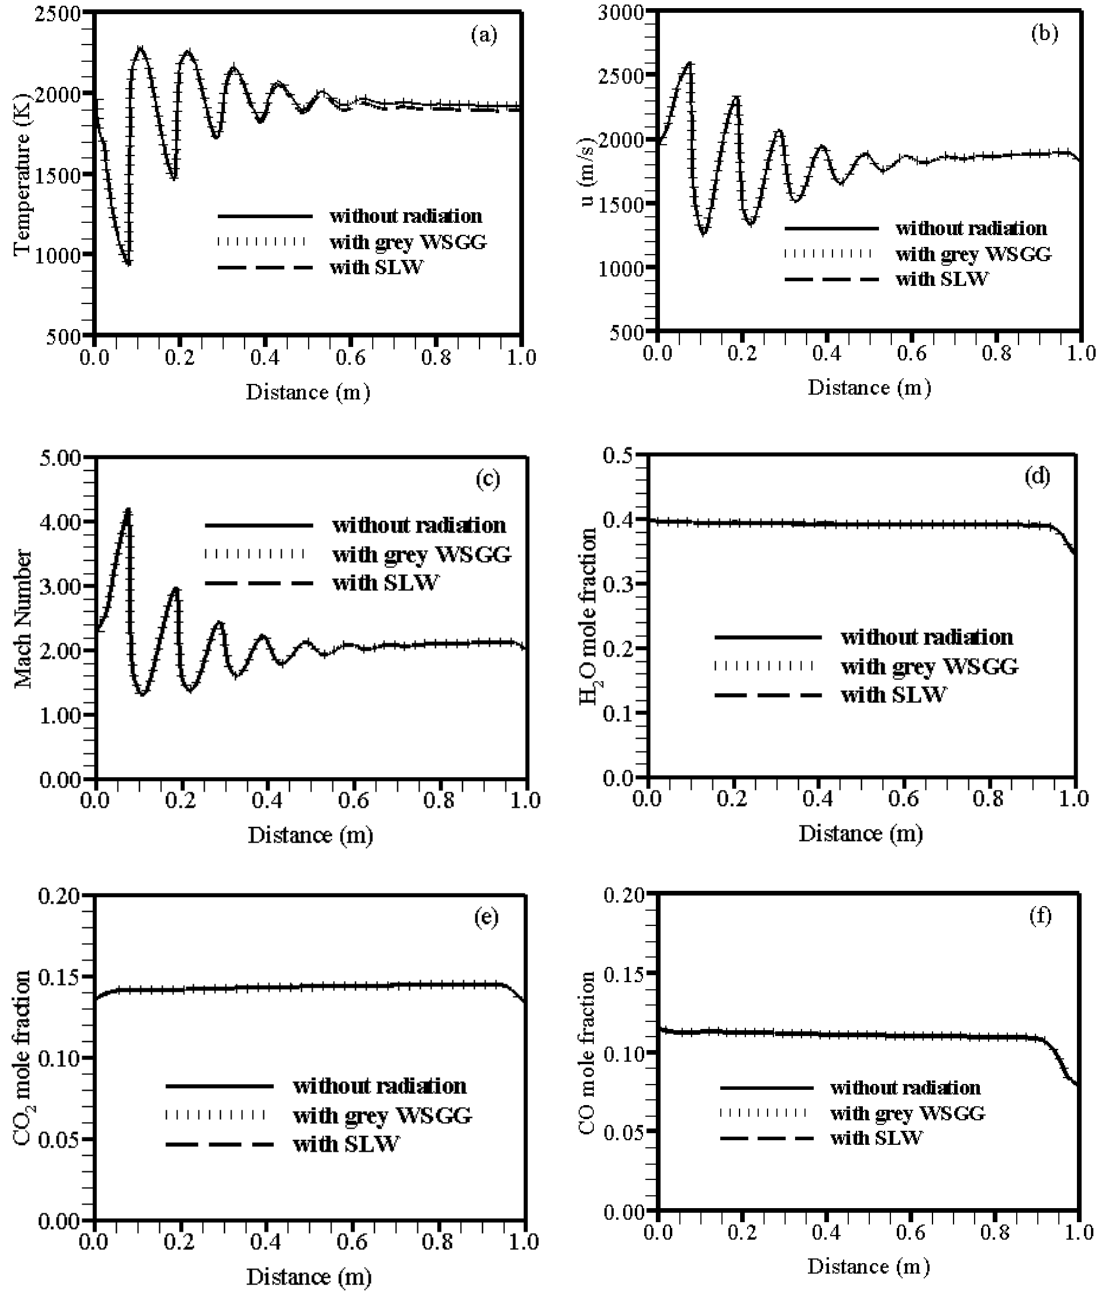 (a)
2500
2000
1500
1000
500
Temperature (K)
without radiation
with grey WSGG
with SLW
0.0 0.2 0.4 0.6 0.8 1.0
Distance (m)
(b)
3000
2500
2000
1500
1000
500
u (m/s)
without radiation
with grey WSGG
with SLW
0.0 0.2 0.4 0.6 0.8 1.0
Distance (m)
(c)
5.00
4.00
3.00
2.00
1.00
0.00
Mach Number
without radiation
with grey WSGG
with SLW
0.0 0.2 0.4 0.6 0.8 1.0
Distance (m)
(d)
0.5
0.4
0.3
0.2
0.1
0.0
H₂O mole fraction
without radiation
with grey WSGG
with SLW
0.0 0.2 0.4 0.6 0.8 1.0
Distance (m)
(e)
0.20
0.15
0.10
0.05
0.00
CO₂ mole fraction
without radiation
with grey WSGG
with SLW
0.0 0.2 0.4 0.6 0.8 1.0
Distance (m)
(f)
0.20
0.15
0.10
0.05
0.00
CO mole fraction
without radiation
with grey WSGG
with SLW
0.0 0.2 0.4 0.6 0.8 1.0
Distance (m)